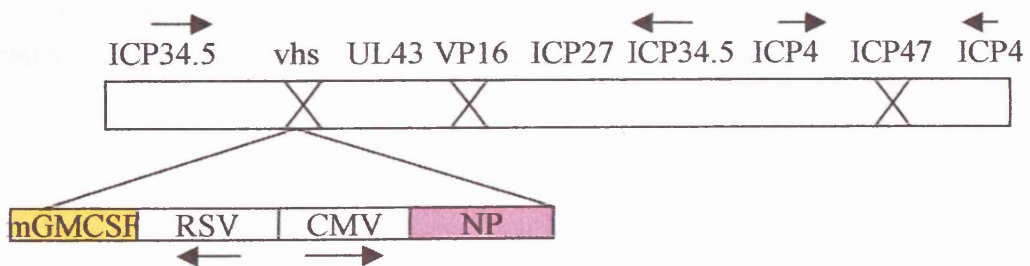 ICP34.5 vhs UL43 VP16 ICP27 ICP34.5 ICP4 ICP47 ICP4
mGMCSF RSV CMV NP